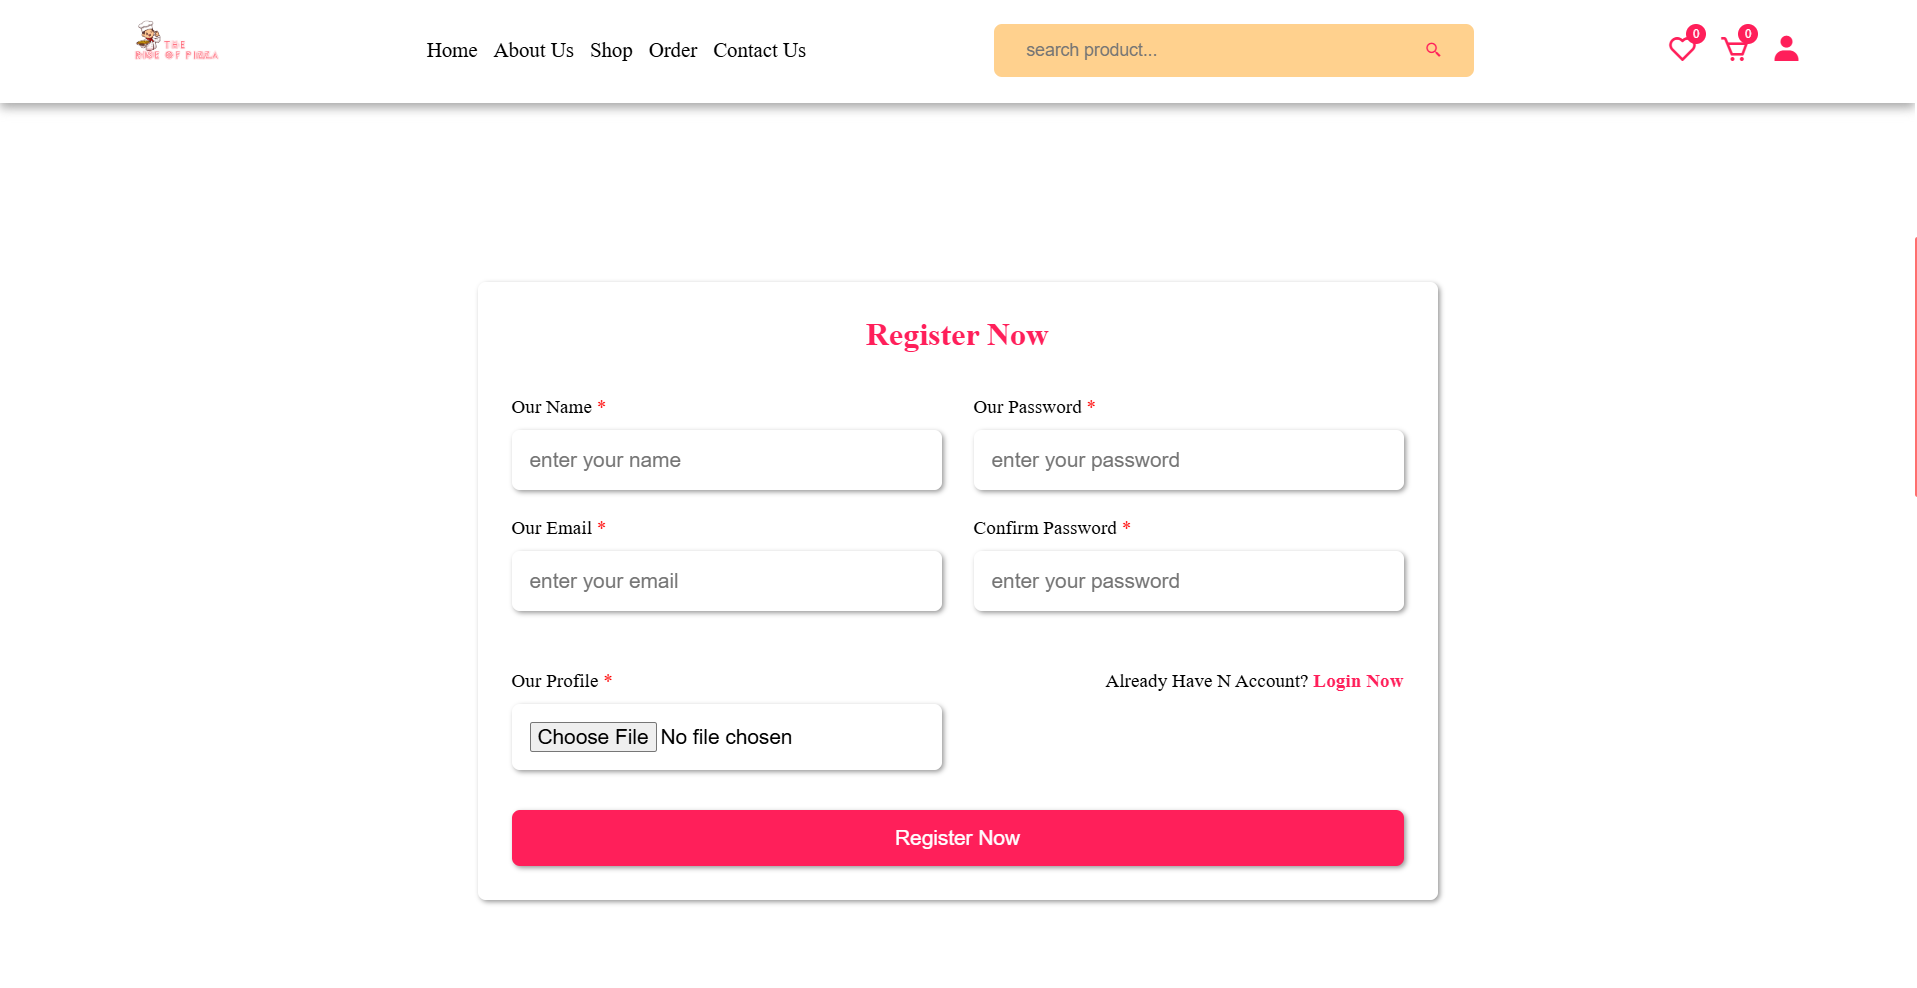 THE
RISE OF PIZZA
Home About Us Shop Order Contact Us
search product...
0
0
Register Now
Our Name *
Our Password *
enter your name
enter your password
Our Email *
Confirm Password *
enter your email
enter your password
Our Profile *
Already Have N Account? Login Now
Choose File No file chosen
Register Now